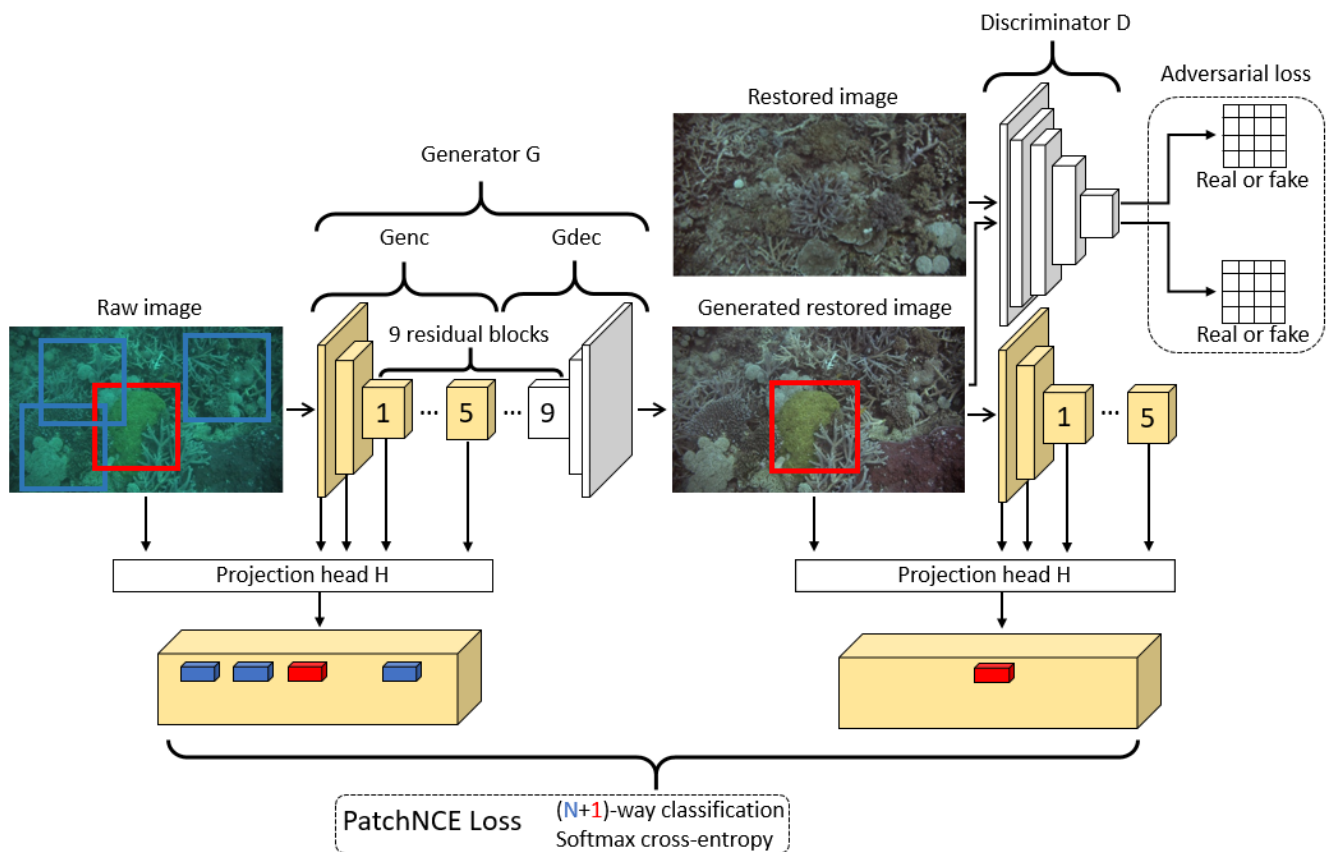 Discriminator D
Adversarial loss
Restored image
Real or fake
Generator G
Genc
Gdec
Raw image
9 residual blocks
Generated restored image
Real or fake
1
...
5
...
9
1
...
5
Projection head H
Projection head H
PatchNCE Loss
(N+1)-way classification
Softmax cross-entropy